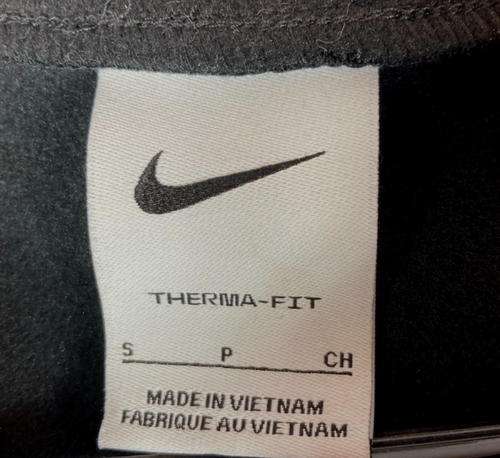 THERMA-FIT
S P CH
MADE IN VIETNAM
FABRIQUE AU VIETNAM